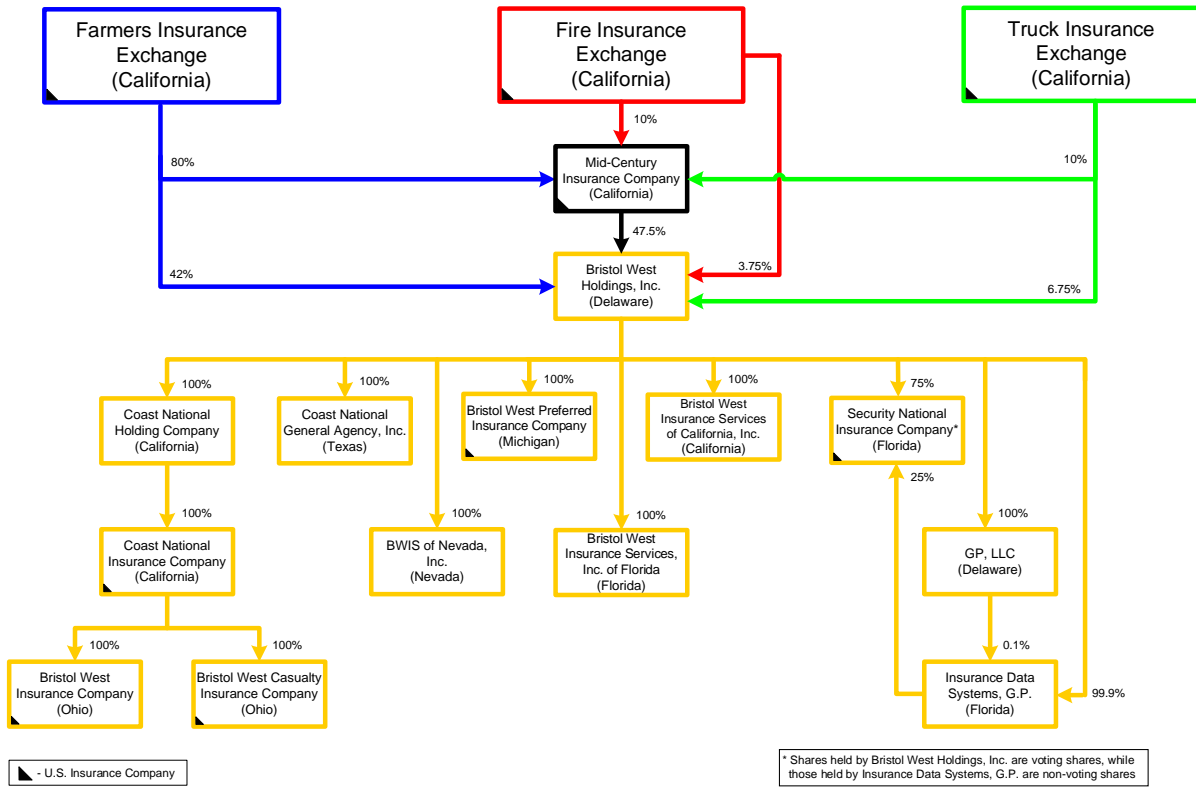 Farmers Insurance
Exchange
(California)
Fire Insurance
Exchange
(California)
Truck Insurance
Exchange
(California)
10%
80%
10%
Mid-Century
Insurance Company
(California)
47.5%
42%
3.75%
6.75%
Bristol West
Holdings, Inc.
(Delaware)
100%
100%
100%
100%
75%
Coast National
Holding Company
(California)
Coast National
General Agency, Inc.
(Texas)
Bristol West Preferred
Insurance Company
(Michigan)
Bristol West
Insurance Services
of California, Inc.
(California)
Security National
Insurance Company*
(Florida)
25%
100%
100%
100%
100%
Coast National
Insurance Company
(California)
BWIS of Nevada,
Inc.
(Nevada)
Bristol West
Insurance Services,
Inc. of Florida
(Florida)
GP, LLC
(Delaware)
100%
100%
0.1%
Bristol West
Insurance Company
(Ohio)
Bristol West Casualty
Insurance Company
(Ohio)
Insurance Data
Systems, G.P.
(Florida)
99.9%
- U.S. Insurance Company
* Shares held by Bristol West Holdings, Inc. are voting shares, while
those held by Insurance Data Systems, G.P. are non-voting shares